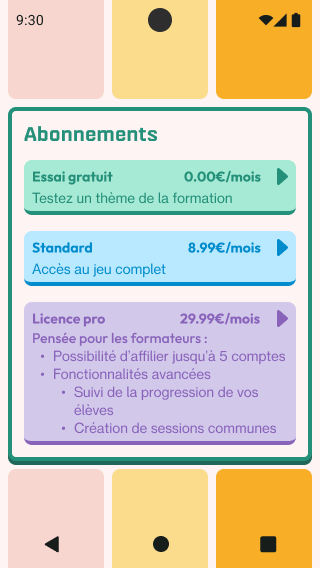 9:30
Abonnements
Essai gratuit 0.00€/mois
Testez un thème de la formation
Standard 8.99€/mois
Accès au jeu complet
Licence pro 29.99€/mois
Pensée pour les formateurs :
• Possibilité d'affilier jusqu'à 5 comptes
• Fonctionnalités avancées
• Suivi de la progression de vos
élèves
• Création de sessions communes